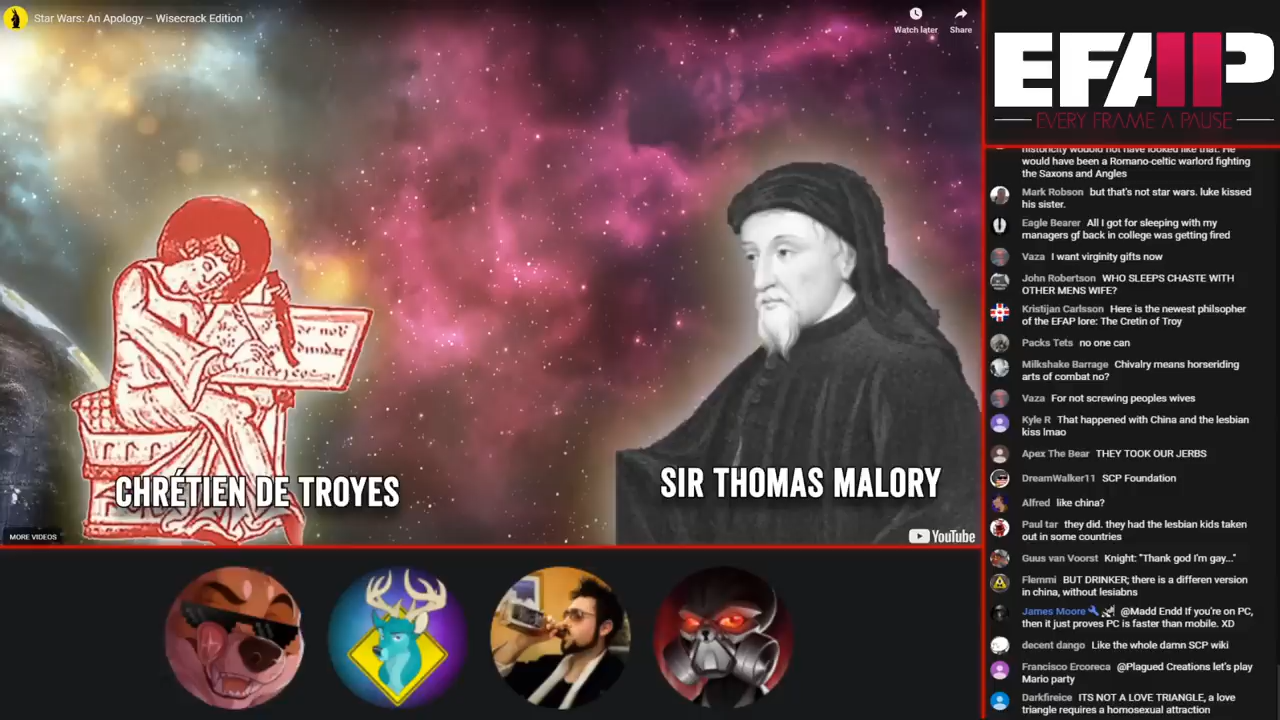 Star Wars: An Apology – Wisecrack Edition
Watch later
Share
CHRÉTIEN DE TROYES
SIR THOMAS MALORY
MORE VIDEOS
YouTube
EFAP
EVERY FRAME A PAUSE
would have been a Romano-celtic warlord fighting
the Saxons and Angles
Mark Robson but that's not star wars. luke kissed
his sister.
Eagle Bearer All I got for sleeping with my
managers gf back in college was getting fired
Vaza I want virginity gifts now
John Robertson WHO SLEEPS CHASTE WITH
OTHER MENS WIFE?
Kristijan Carlsson Here is the newest philsopher
of the EFAP lore: The Cretin of Troy
Packs Tets no one can
Milkshake Barrage Chivalry means horseriding
arts of combat no?
Vaza For not screwing peoples wives
Kyle R That happened with China and the lesbian
kiss lmao
Apex The Bear THEY TOOK OUR JERBS
DreamWalker11 SCP Foundation
Alfred like china?
Paul tar they did. they had the lesbian kids taken
out in some countries
Guus van Voorst Knight: "Thank god I'm gay..."
Flemmi BUT DRINKER; there is a differen version
in china, without lesiabns
James Moore @Madd Endd If you're on PC,
then it just proves PC is faster than mobile. XD
decent dango Like the whole damn SCP wiki
Francisco Ercoreca @Plagued Creations let's play
Mario party
Darkfireice ITS NOT A LOVE TRIANGLE, a love
triangle requires a homosexual attraction